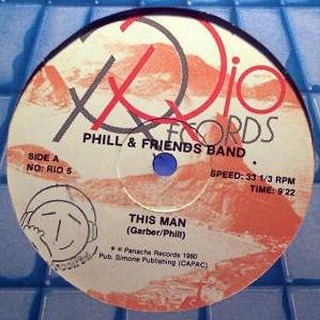 Rio
RECORDS
PHILL & FRIENDS BAND
SIDE A
NO: RIO 5
SPEED: 33 1/3 RPM
TIME: 9'22
THIS MAN
(Garber/Phill)
℗ © Panache Records 1980
Pub. Simone Publishing (CAPAC)